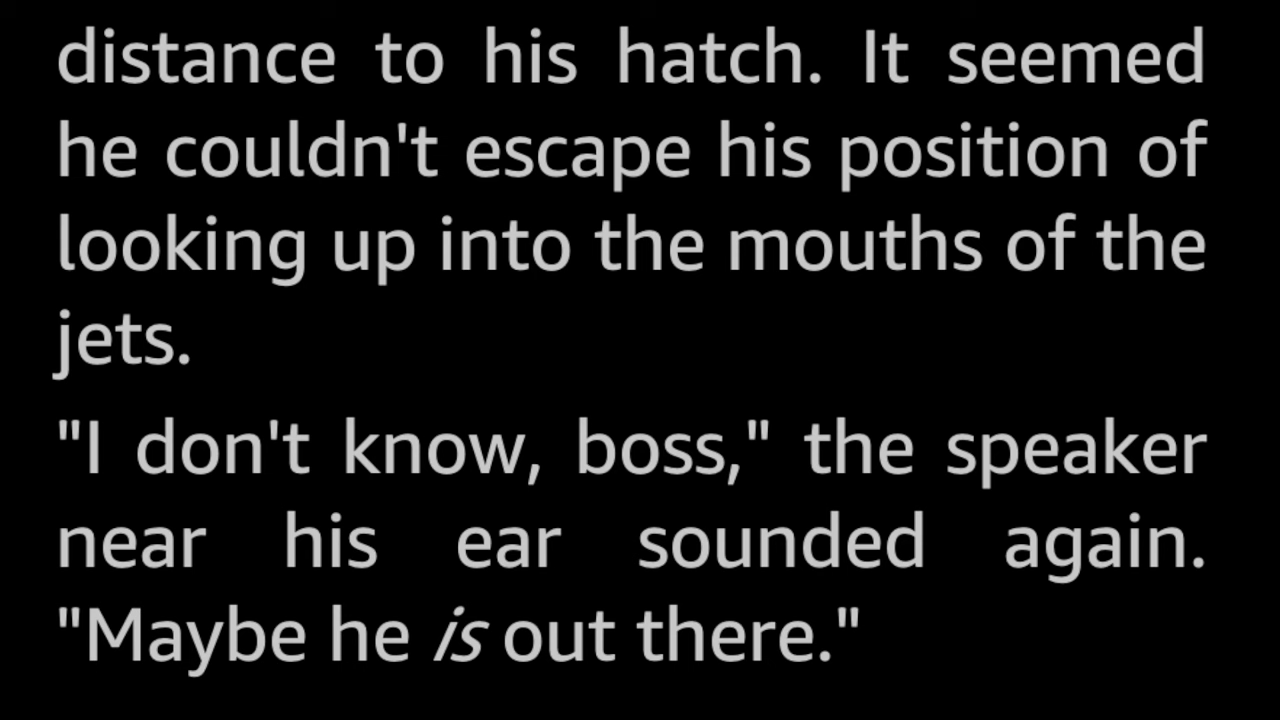 distance to his hatch. It seemed
he couldn't escape his position of
looking up into the mouths of the
jets.
"I don't know, boss," the speaker
near his ear sounded again.
"Maybe he is out there."